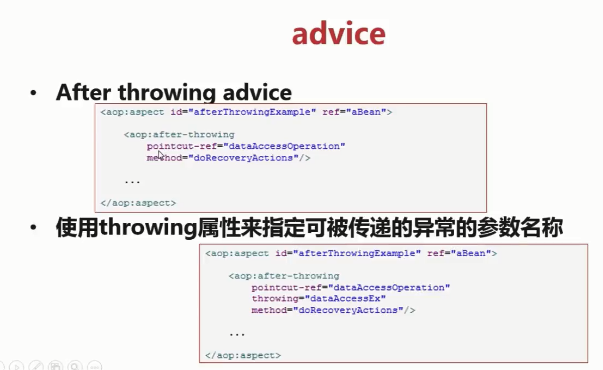 advice
• After throwing advice
<aop:aspect id="afterThrowingExample" ref="aBean">
<aop:after-throwing
pointcut-ref="dataAccessOperation"
method="doRecoveryActions"/>
...
</aop:aspect>
• 使用throwing属性来指定可被传递的异常的参数名称
<aop:aspect id="afterThrowingExample" ref="aBean">
<aop:after-throwing
pointcut-ref="dataAccessOperation"
throwing="dataAccessEx"
method="doRecoveryActions"/>
...
</aop:aspect>